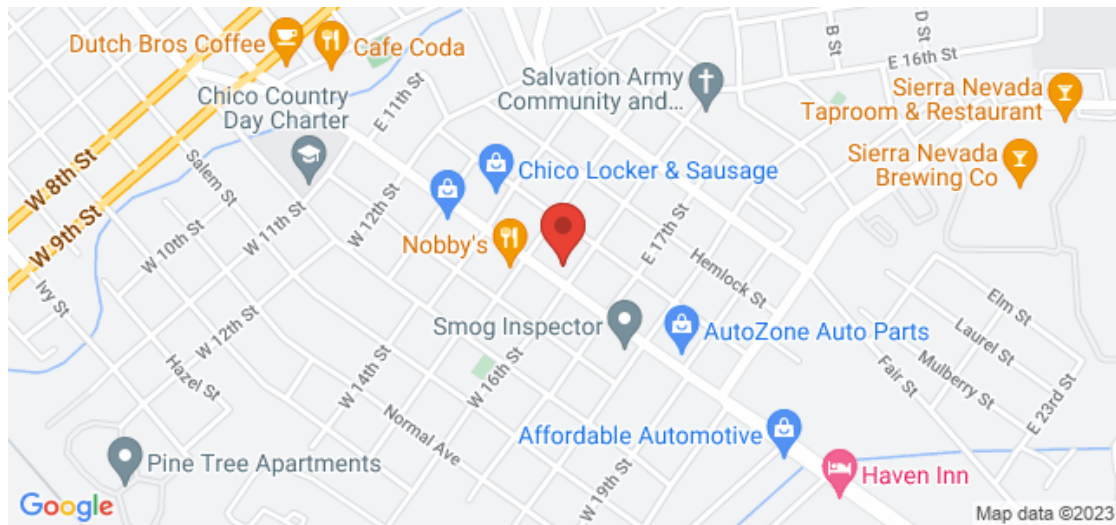 Dutch Bros Coffee
Cafe Coda
Chico Country
Day Charter
E 11th St
Salvation Army
Community and...
B St
D St
E 16th St
Sierra Nevada
Taproom & Restaurant
Sierra Nevada
Brewing Co
W 8th St
W 9th St
Salem St
W 10th St
W 11th St
W 12th St
Chico Locker & Sausage
Nobby's
E 17th St
Hemlock St
Ivy St
W 12th St
Hazel St
Smog Inspector
AutoZone Auto Parts
Elm St
Laurel St
Mulberry St
Fair St
E 23rd St
W 14th St
W 16th St
Normal Ave
Affordable Automotive
Pine Tree Apartments
W 19th St
Haven Inn
Google
Map data ©2023